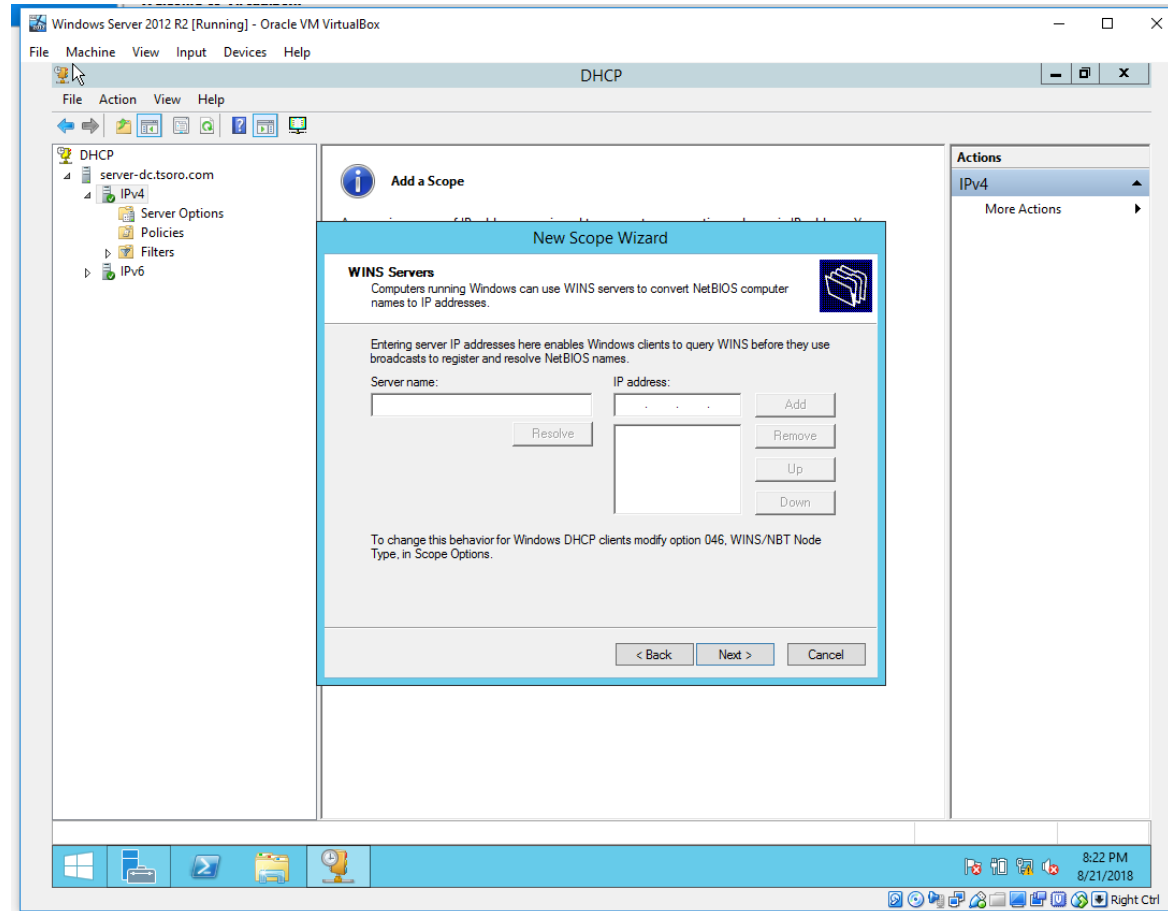 Windows Server 2012 R2 [Running] - Oracle VM VirtualBox
File Machine View Input Devices Help
DHCP
File Action View Help
DHCP
server-dc.tsoro.com
IPv4
Server Options
Policies
Filters
IPv6
Add a Scope
Actions
IPv4
More Actions
New Scope Wizard
WINS Servers
Computers running Windows can use WINS servers to convert NetBIOS computer
names to IP addresses.
Entering server IP addresses here enables Windows clients to query WINS before they use
broadcasts to register and resolve NetBIOS names.
Server name:
IP address:
Add
Resolve
Remove
Up
Down
To change this behavior for Windows DHCP clients modify option 046, WINS/NBT Node
Type, in Scope Options.
< Back Next > Cancel
8:22 PM
8/21/2018
Right Ctrl